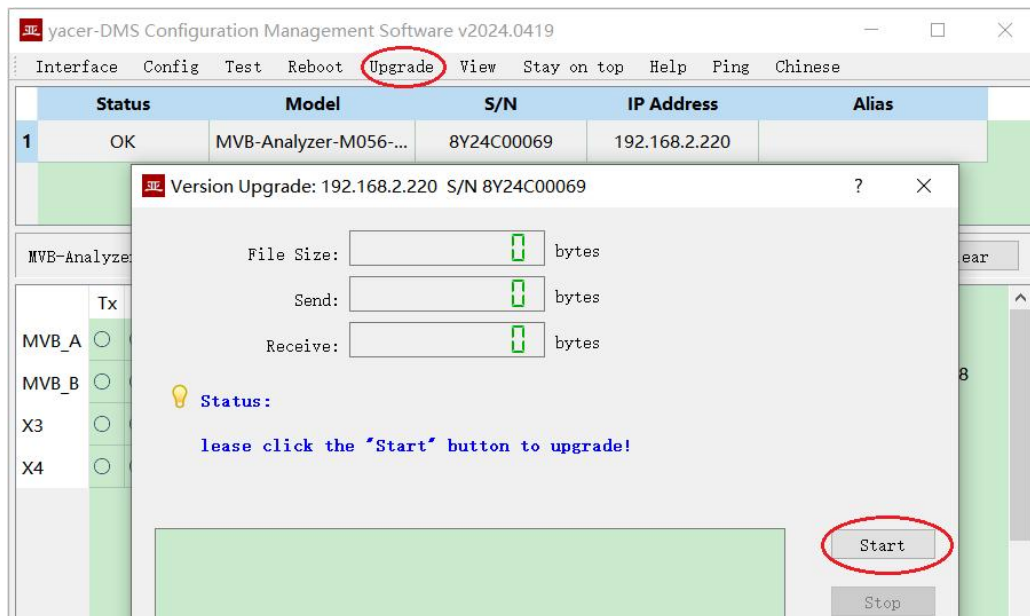 yacer-DMS Configuration Management Software v2024.0419
Interface Config Test Reboot Upgrade View Stay on top Help Ping Chinese
Status Model S/N IP Address Alias
1 OK MVB-Analyzer-M056-... 8Y24C00069 192.168.2.220
Version Upgrade: 192.168.2.220 S/N 8Y24C00069 ?
File Size: 0 bytes
MVB-Analyze ear
Send: 0 bytes
Tx
Receive: 0 bytes
MVB_A
MVB_B 8
Status:
X3
lease click the "Start" button to upgrade!
X4
Start
Stop